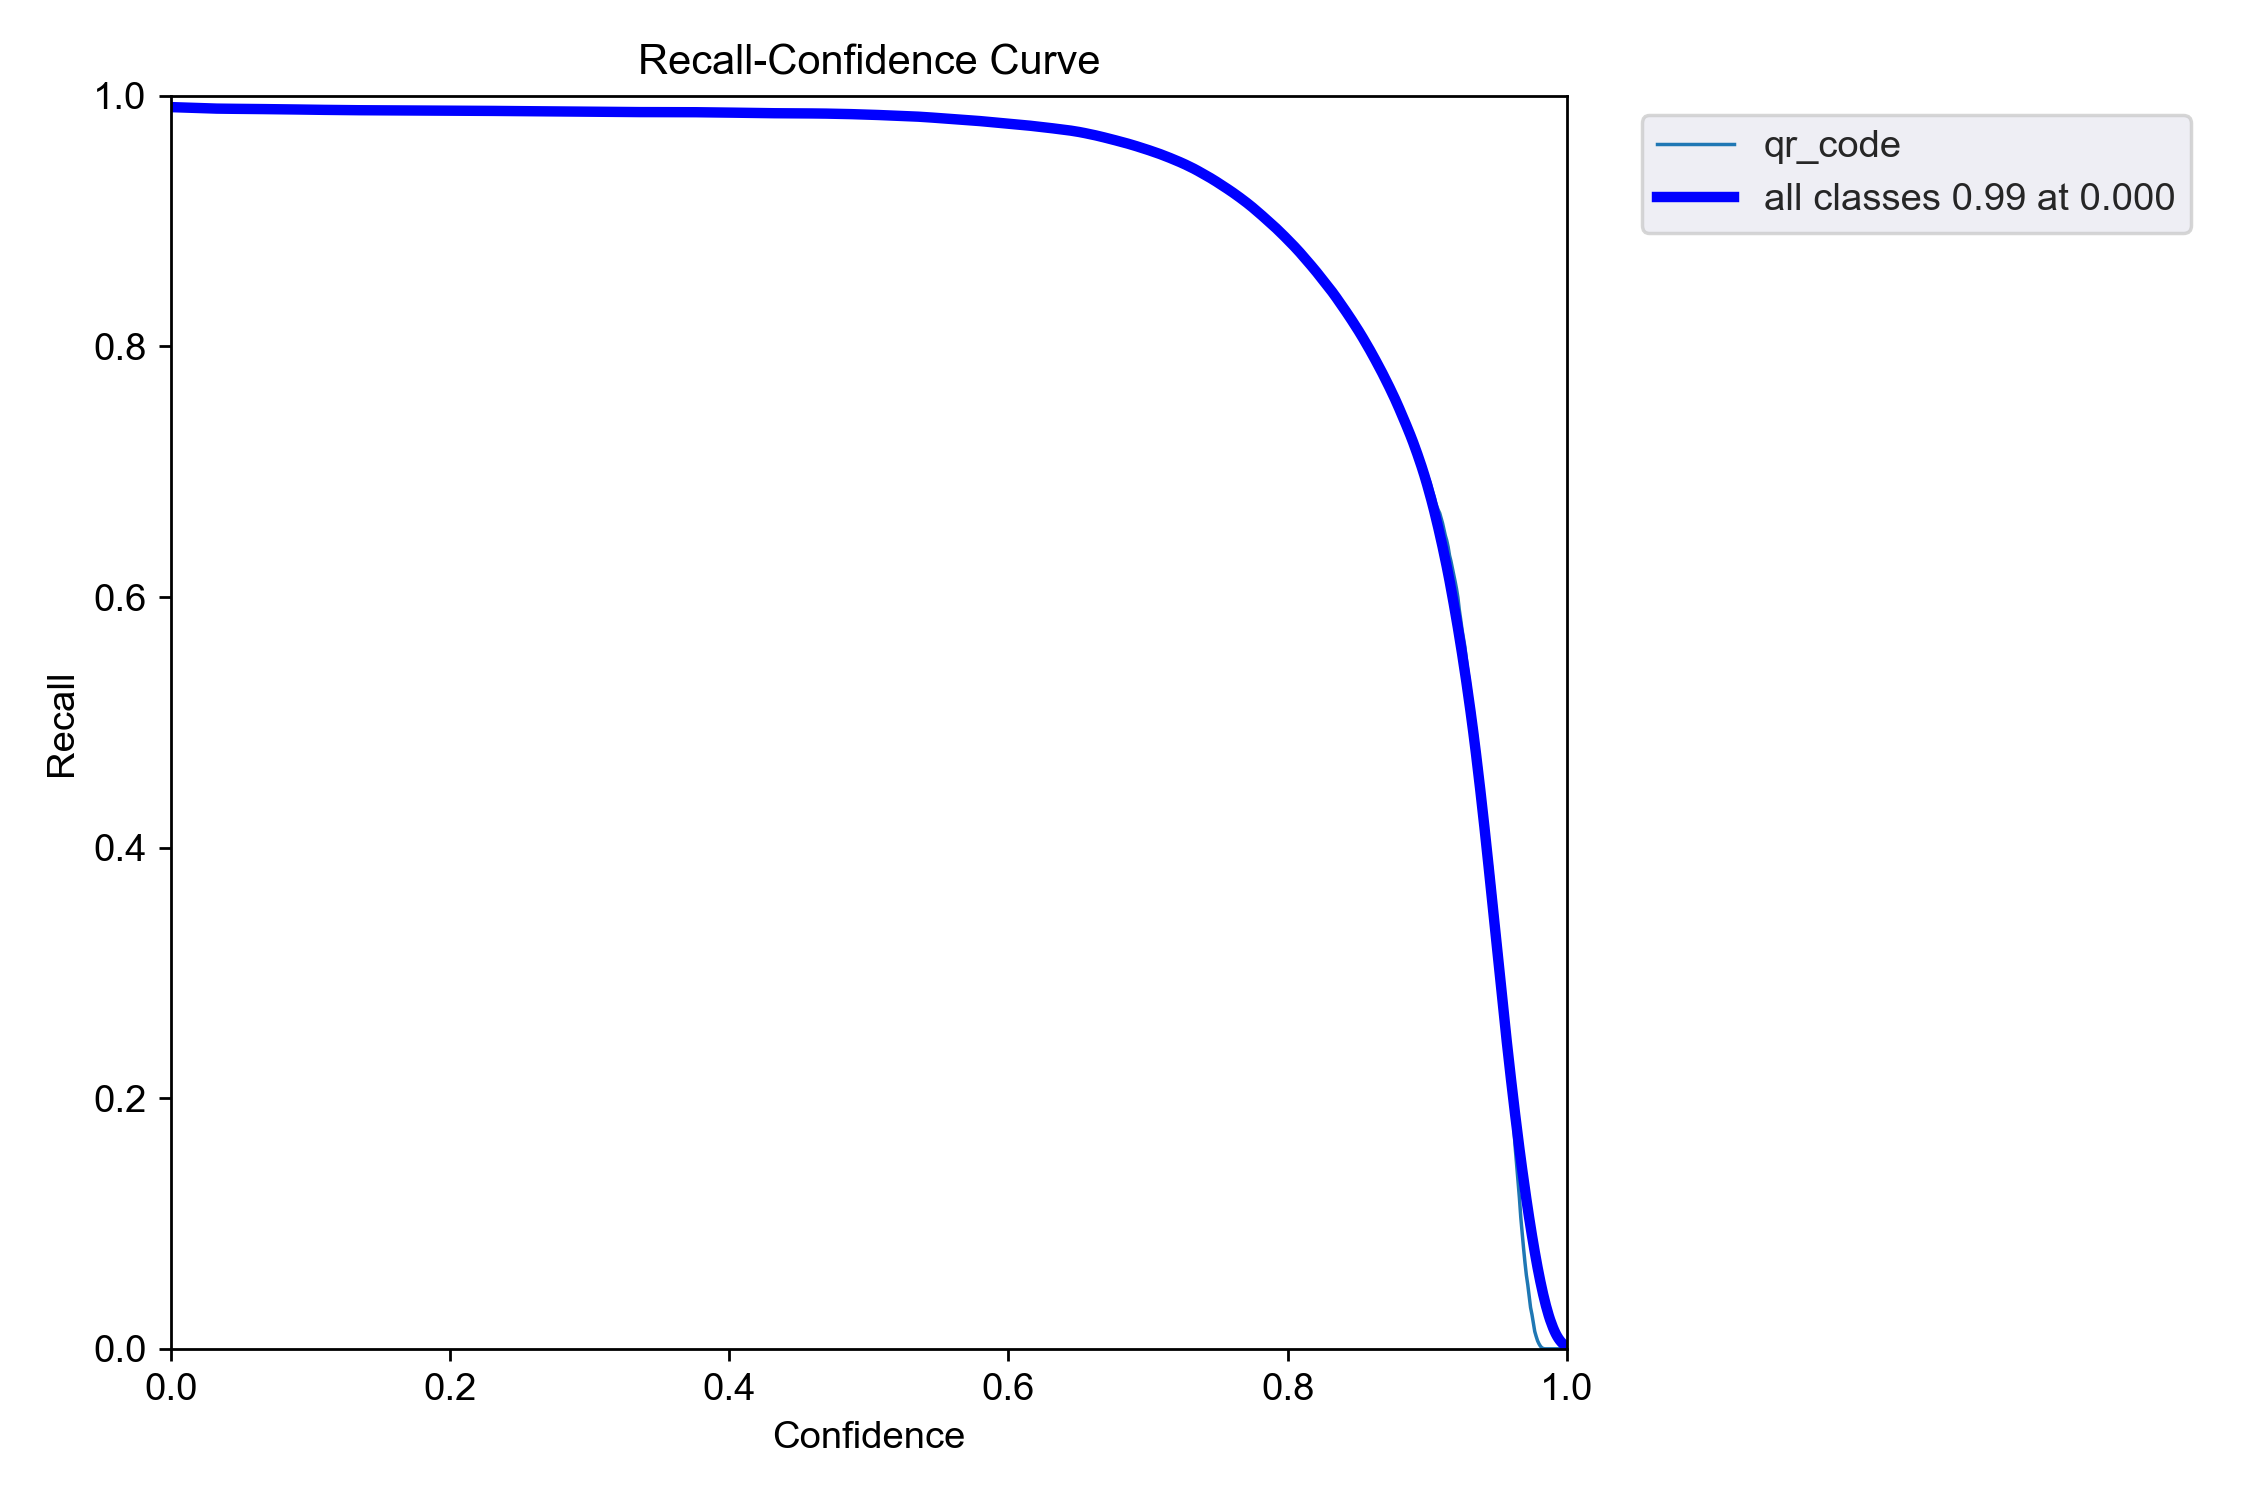 Recall-Confidence Curve
1.0
0.8
0.6
0.4
0.2
0.0
Recall
0.0 0.2 0.4 0.6 0.8 1.0
Confidence
qr_code
all classes 0.99 at 0.000